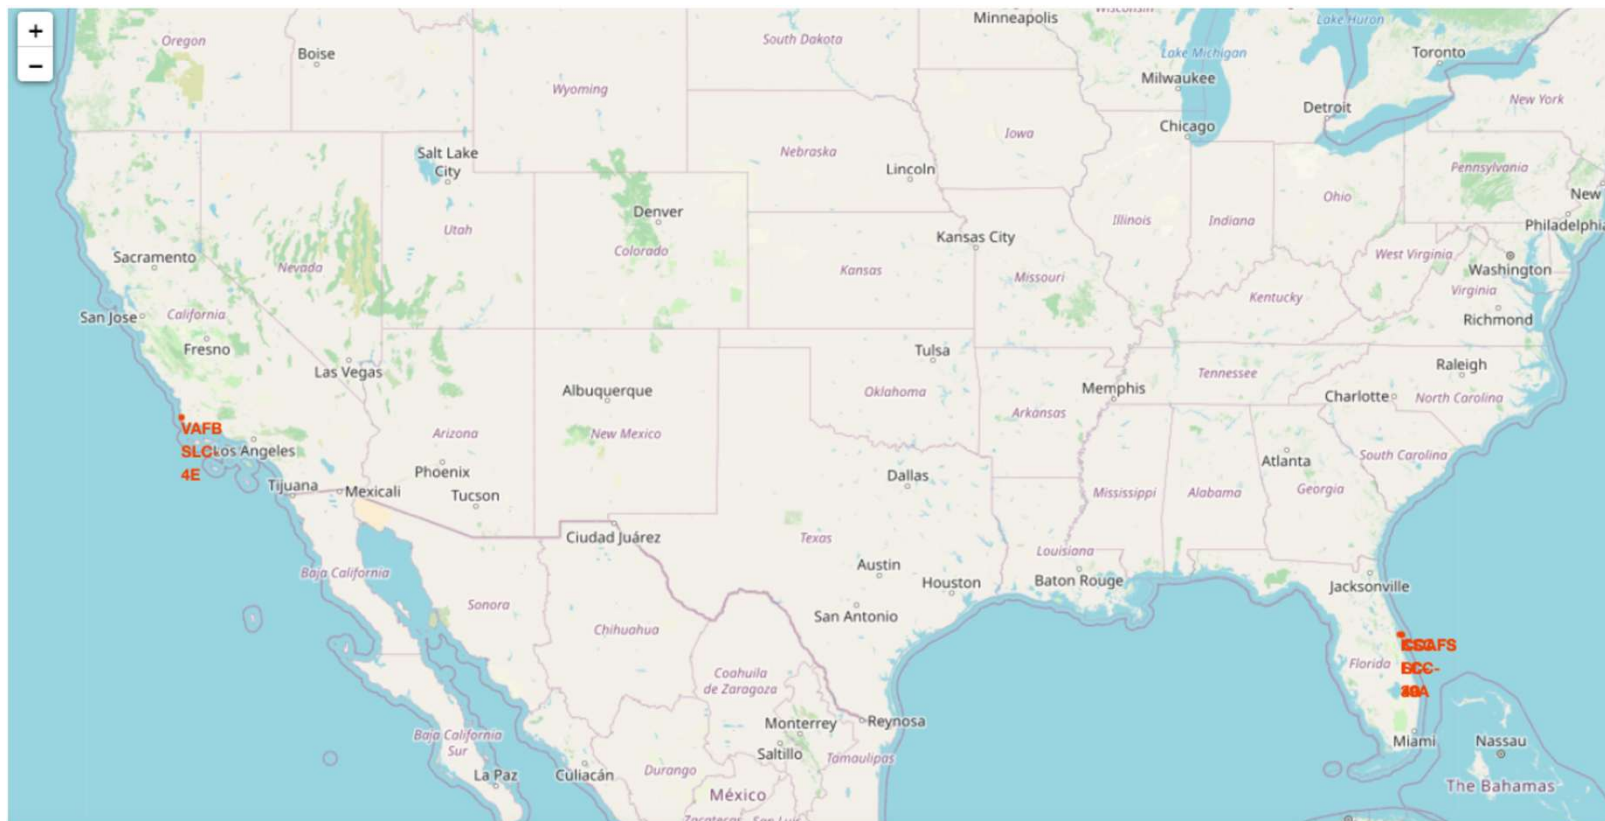 +
−
Oregon
Boise
South Dakota
Minneapolis
Lake Huron
Toronto
Lake Michigan
Milwaukee
Wyoming
Detroit
New York
Chicago
Iowa
Salt Lake
City
Nebraska
Lincoln
Pennsylvania
Ohio
New
Denver
Illinois
Indiana
Philadelphia
Utah
Kansas City
Sacramento
Colorado
West Virginia
Nevada
Kansas
Missouri
Washington
Kentucky
Virginia
San Jose
California
Richmond
Fresno
Tulsa
Las Vegas
Raleigh
Tennessee
Albuquerque
Oklahoma
Memphis
Charlotte
North Carolina
Arkansas
VAFB
SLC-
4E
Los Angeles
Arizona
New Mexico
South Carolina
Atlanta
Phoenix
Dallas
Tijuana
Mexicali
Tucson
Mississippi
Alabama
Georgia
Ciudad Juárez
Texas
Louisiana
Austin
Baja California
Houston
Baton Rouge
Jacksonville
Sonora
San Antonio
Chihuahua
Florida
Coahuila
de Zaragoza
Monterrey
Reynosa
Baja California
Sur
Saltillo
Tamaulipas
Miami
Nassau
La Paz
Culiacán
Durango
The Bahamas
México